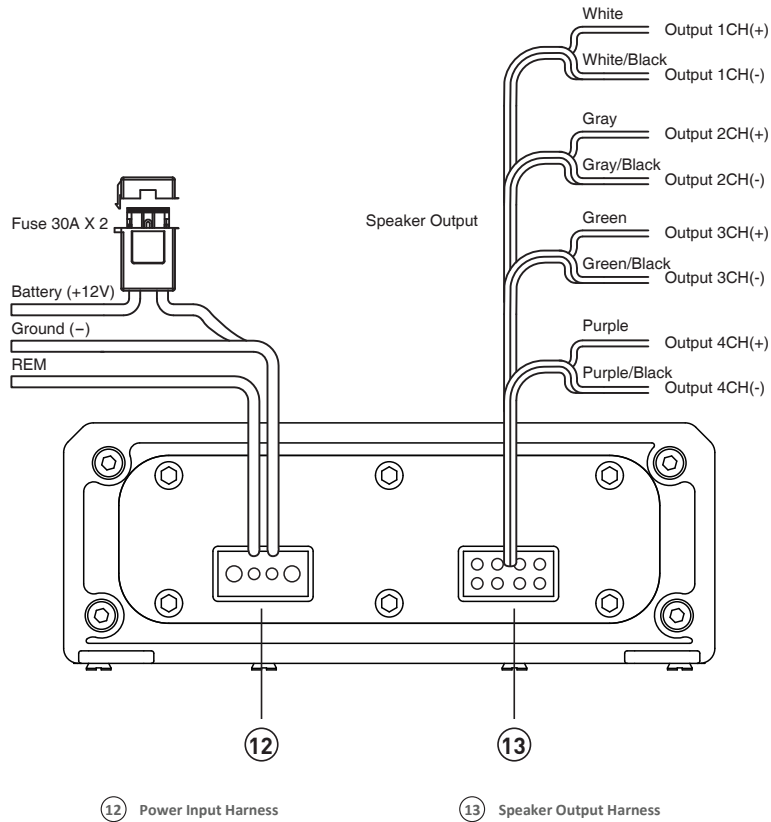 White
Output 1CH(+)
White/Black
Output 1CH(-)
Gray
Output 2CH(+)
Gray/Black
Output 2CH(-)
Fuse 30A X 2
Speaker Output
Green
Output 3CH(+)
Green/Black
Output 3CH(-)
Battery (+12V)
Ground (−)
REM
Purple
Output 4CH(+)
Purple/Black
Output 4CH(-)
12
13
12 Power Input Harness
13 Speaker Output Harness